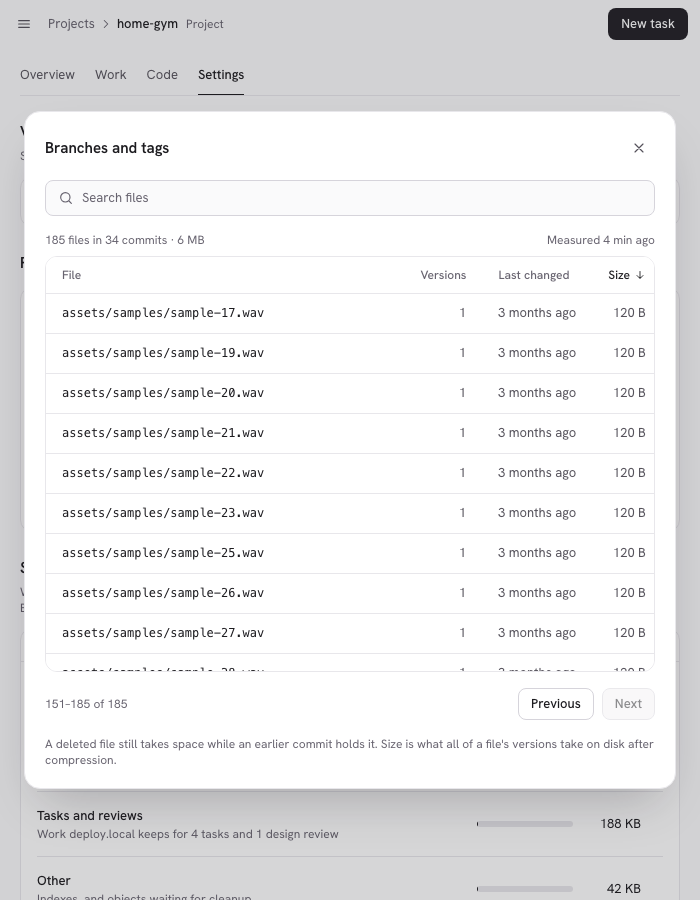 Projects > home-gym Project
New task
Overview Work Code Settings
Branches and tags
Search files
185 files in 34 commits · 6 MB
Measured 4 min ago
File Versions Last changed Size ↓
assets/samples/sample-17.wav 1 3 months ago 120 B
assets/samples/sample-19.wav 1 3 months ago 120 B
assets/samples/sample-20.wav 1 3 months ago 120 B
assets/samples/sample-21.wav 1 3 months ago 120 B
assets/samples/sample-22.wav 1 3 months ago 120 B
assets/samples/sample-23.wav 1 3 months ago 120 B
assets/samples/sample-25.wav 1 3 months ago 120 B
assets/samples/sample-26.wav 1 3 months ago 120 B
assets/samples/sample-27.wav 1 3 months ago 120 B
151–185 of 185
Previous Next
A deleted file still takes space while an earlier commit holds it. Size is what all of a file's versions take on disk after
compression.
Tasks and reviews
Work deploy.local keeps for 4 tasks and 1 design review
188 KB
Other
Indexes, and objects waiting for cleanup
42 KB